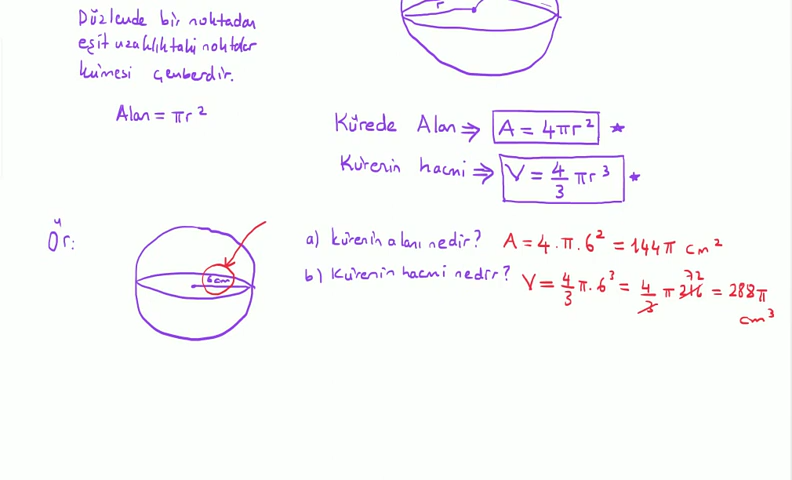 Düzlemde bir noktadan
eşit uzaklıktaki noktalar
kümesi çemberdir.
Alan = πr²
r
Kürede Alan ⇒ A = 4πr² ★
Kürenin hacmi ⇒ V = 4/3 πr³ ★
Ör:
6cm
a) kürenin alanı nedir? A = 4.π.6² = 144π cm²
b) Kürenin hacmi nedir? V = 4/3 π.6³ = 4/3 π 216 72 = 288π
cm³